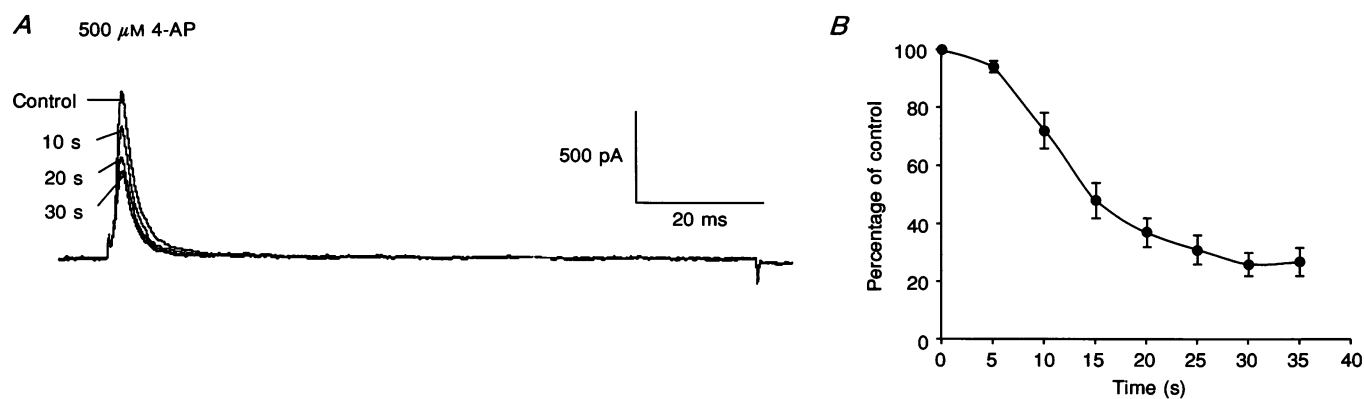 A
500 μM 4-AP
Control
10 s
20 s
30 s
500 pA
20 ms
B
Percentage of control
100
80
60
40
20
0
0 5 10 15 20 25 30 35 40
Time (s)